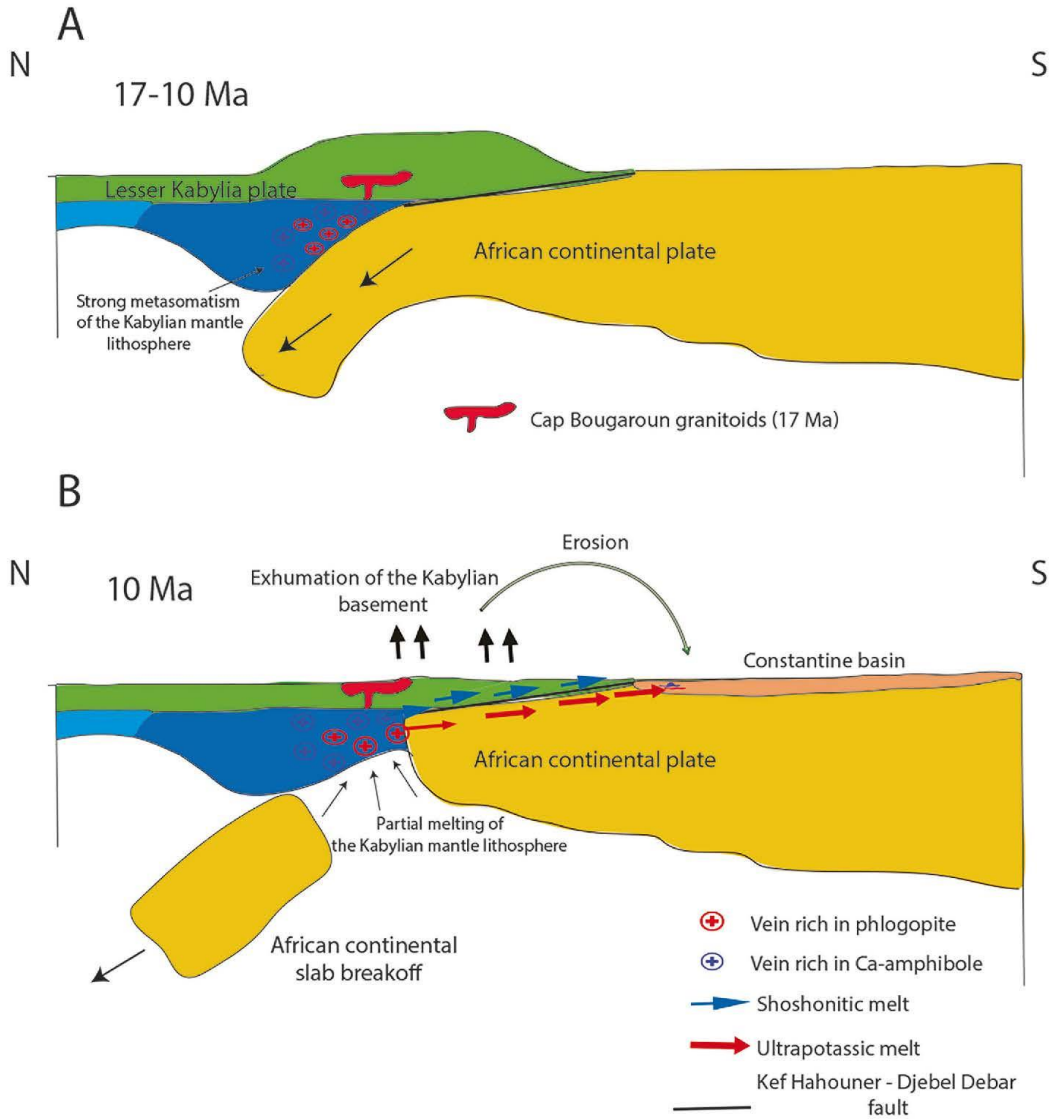 A
N
S
17-10 Ma
Lesser Kabylia plate
African continental plate
Strong metasomatism
of the Kabylian mantle
lithosphere
Cap Bougaroun granitoids (17 Ma)
B
N
S
10 Ma
Erosion
Exhumation of the Kabylian
basement
Constantine basin
African continental plate
Partial melting of
the Kabylian mantle lithosphere
African continental
slab breakoff
Vein rich in phlogopite
Vein rich in Ca-amphibole
Shoshonitic melt
Ultrapotassic melt
Kef Hahouner - Djebel Debar
fault